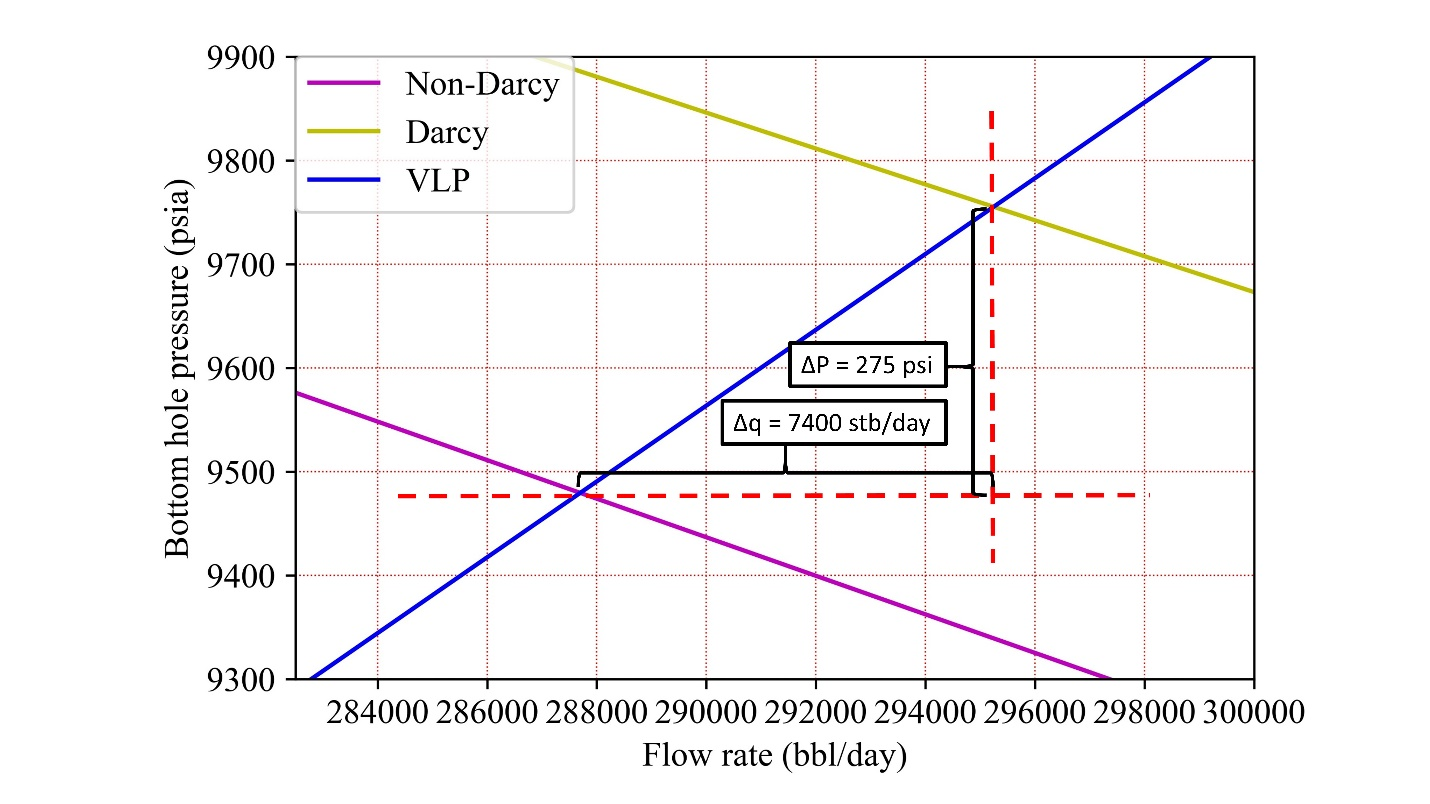 Non-Darcy
Darcy
VLP
Bottom hole pressure (psia)
9900
9800
9700
9600
9500
9400
9300
ΔP = 275 psi
Δq = 7400 stb/day
284000 286000 288000 290000 292000 294000 296000 298000 300000
Flow rate (bbl/day)